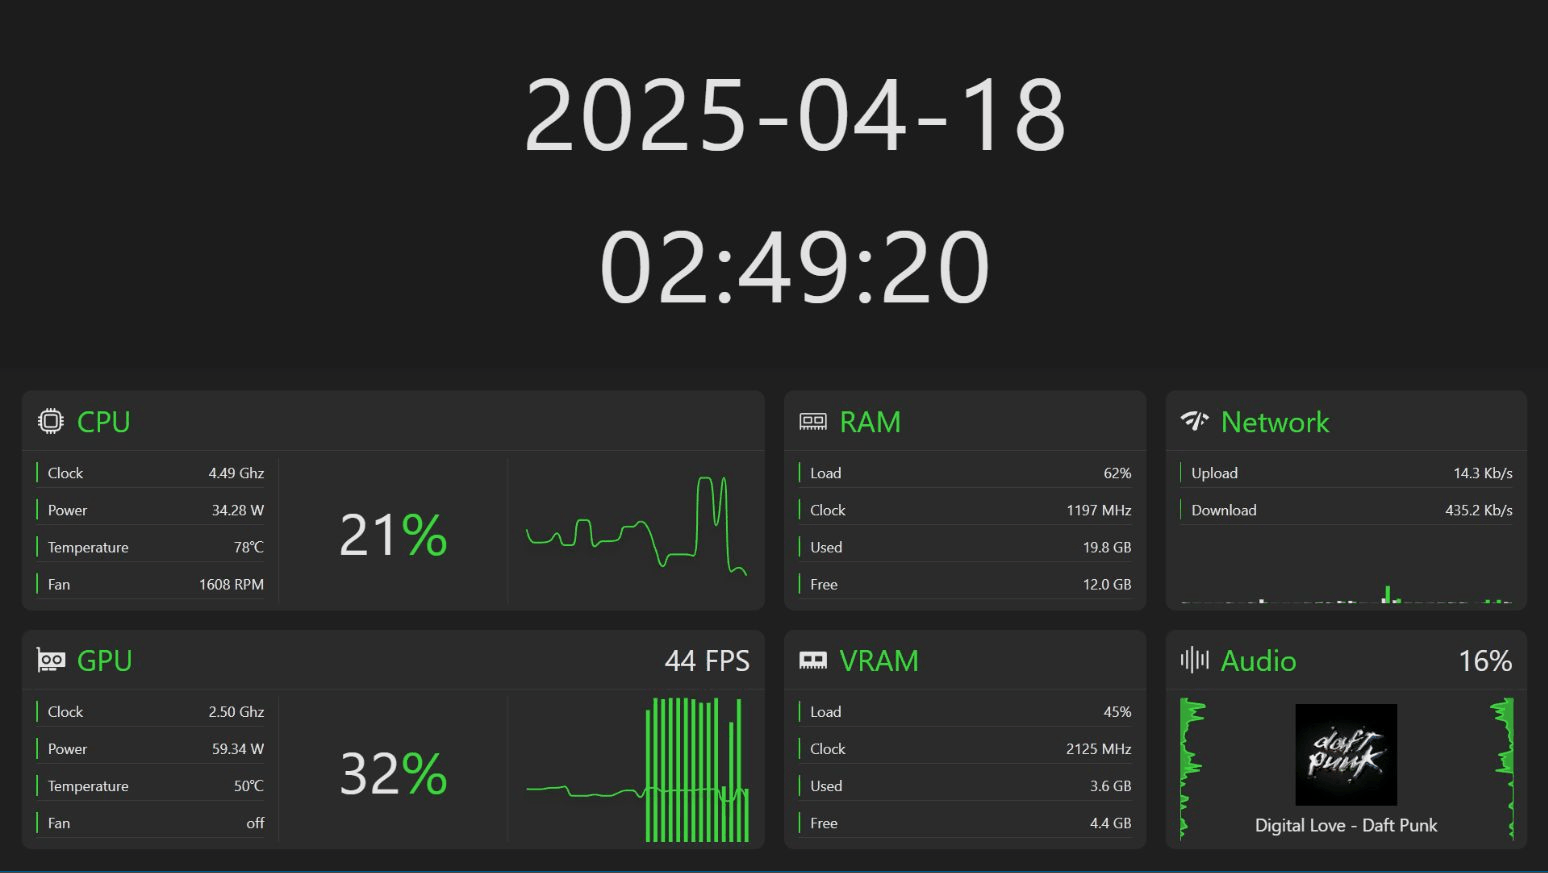 2025-04-18
02:49:20
CPU
Clock 4.49 Ghz
Power 34.28 W
Temperature 78°C
Fan 1608 RPM
21%
RAM
Load 62%
Clock 1197 MHz
Used 19.8 GB
Free 12.0 GB
Network
Upload 14.3 Kb/s
Download 435.2 Kb/s
GPU 44 FPS
Clock 2.50 Ghz
Power 59.34 W
Temperature 50°C
Fan off
32%
VRAM
Load 45%
Clock 2125 MHz
Used 3.6 GB
Free 4.4 GB
Audio 16%
daft
punk
Digital Love - Daft Punk